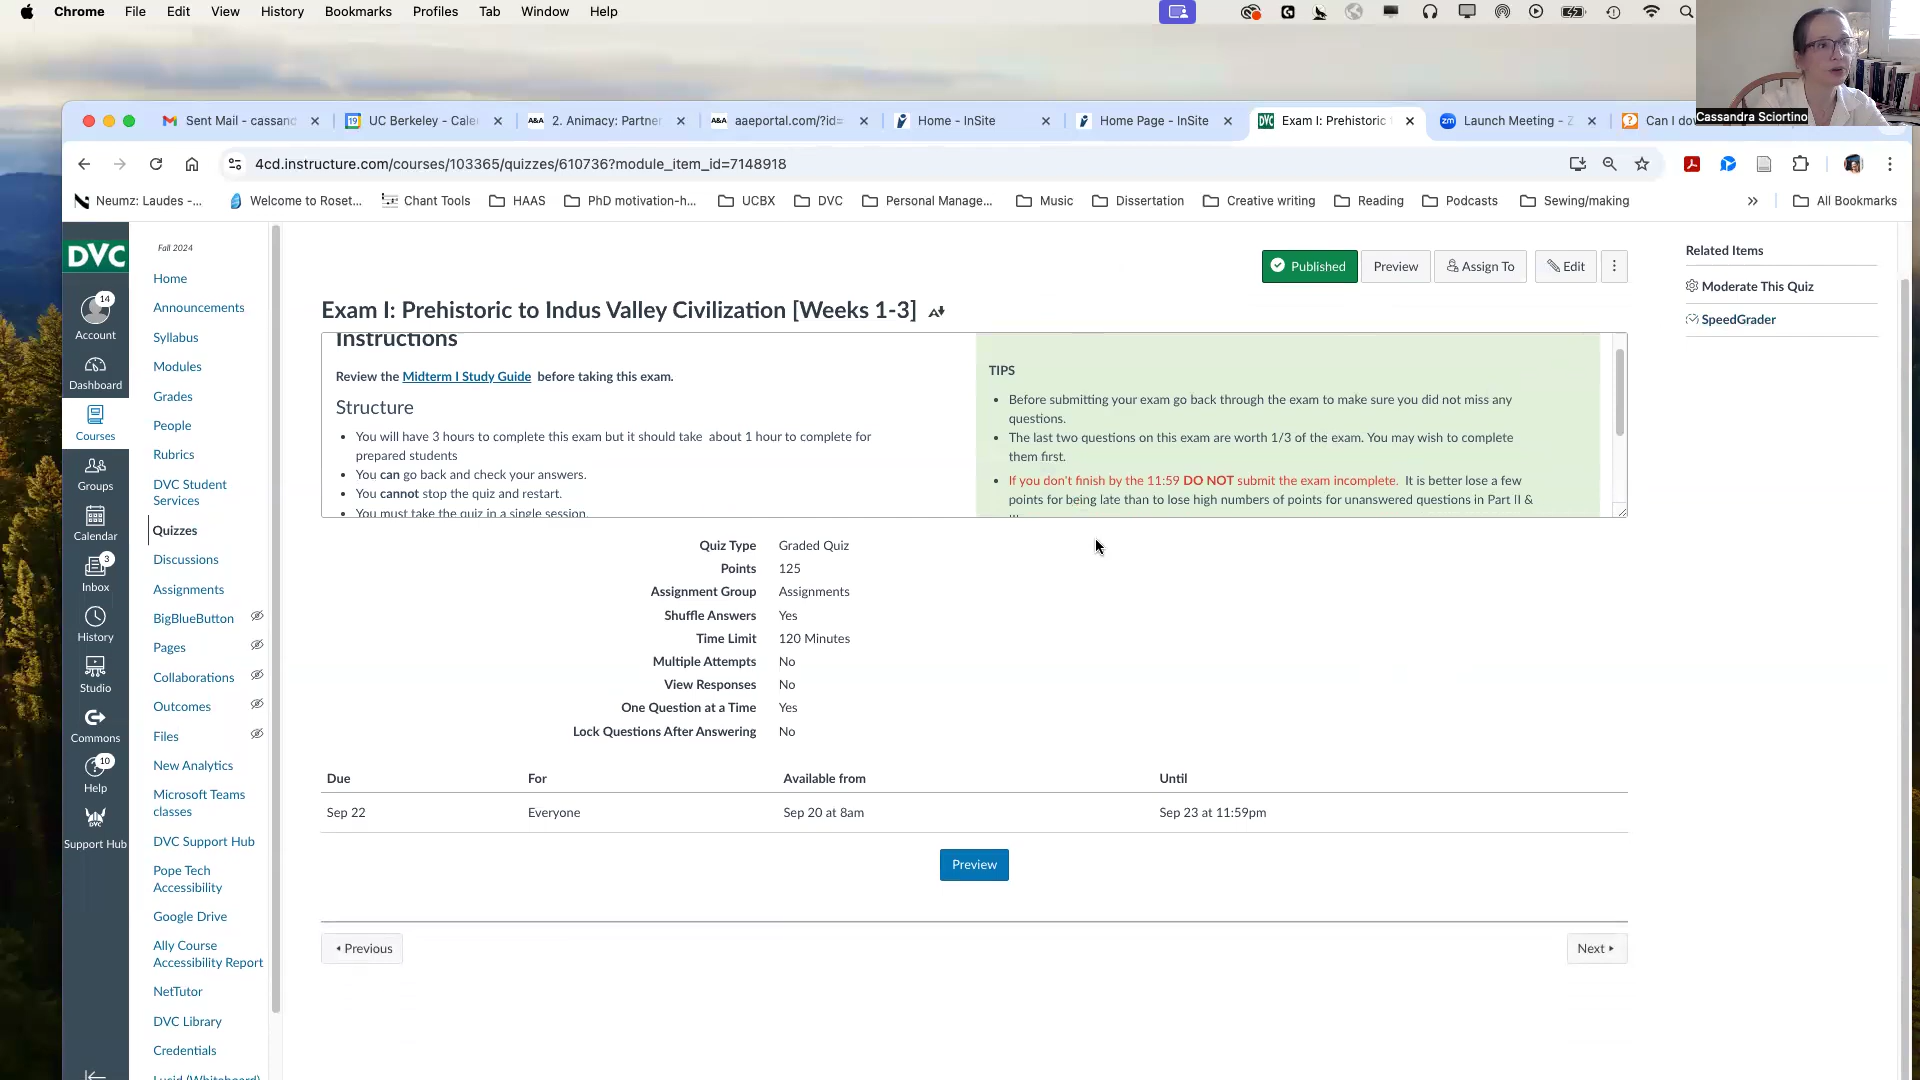 Chrome File Edit View History Bookmarks Profiles Tab Window Help
Cassandra Sciortino
Sent Mail - cassand
UC Berkeley - Cale
A&A 2. Animacy: Partner
A&A aaeportal.com/?id=
Home - InSite
Home Page - InSite
DVC Exam I: Prehistoric
zm Launch Meeting - Z
Can I do
4cd.instructure.com/courses/103365/quizzes/610736?module_item_id=7148918
Neumz: Laudes -...
Welcome to Roset...
Chant Tools
HAAS
PhD motivation-h...
UCBX
DVC
Personal Manage...
Music
Dissertation
Creative writing
Reading
Podcasts
Sewing/making
»
All Bookmarks
DVC
14
Account
Dashboard
Courses
Groups
Calendar
3
Inbox
History
Studio
Commons
10
Help
DVC
Support Hub
Fall 2024
Home
Announcements
Syllabus
Modules
Grades
People
Rubrics
DVC Student
Services
Quizzes
Discussions
Assignments
BigBlueButton
Pages
Collaborations
Outcomes
Files
New Analytics
Microsoft Teams
classes
DVC Support Hub
Pope Tech
Accessibility
Google Drive
Ally Course
Accessibility Report
NetTutor
DVC Library
Credentials
Lucid (Whiteboard)
Published
Preview
Assign To
Edit
Exam I: Prehistoric to Indus Valley Civilization [Weeks 1-3]
Instructions
Review the Midterm I Study Guide before taking this exam.
Structure
• You will have 3 hours to complete this exam but it should take about 1 hour to complete for
prepared students
• You can go back and check your answers.
• You cannot stop the quiz and restart.
• You must take the quiz in a single session.
TIPS
• Before submitting your exam go back through the exam to make sure you did not miss any
questions.
• The last two questions on this exam are worth 1/3 of the exam. You may wish to complete
them first.
• If you don't finish by the 11:59 DO NOT submit the exam incomplete. It is better lose a few
points for being late than to lose high numbers of points for unanswered questions in Part II &
Quiz Type Graded Quiz
Points 125
Assignment Group Assignments
Shuffle Answers Yes
Time Limit 120 Minutes
Multiple Attempts No
View Responses No
One Question at a Time Yes
Lock Questions After Answering No
Due For Available from Until
Sep 22 Everyone Sep 20 at 8am Sep 23 at 11:59pm
Preview
Previous
Next
Related Items
Moderate This Quiz
SpeedGrader